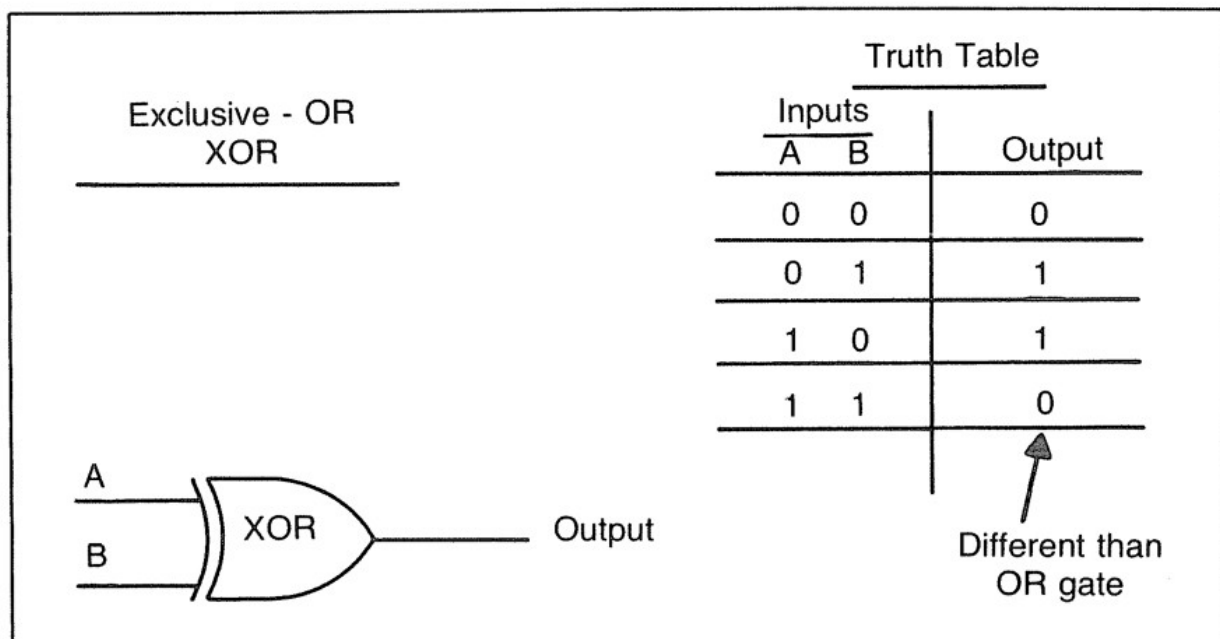 Exclusive - OR
XOR
Truth Table
Inputs
A B Output
0 0 0
0 1 1
1 0 1
1 1 0
Different than
OR gate
A
B
XOR
Output